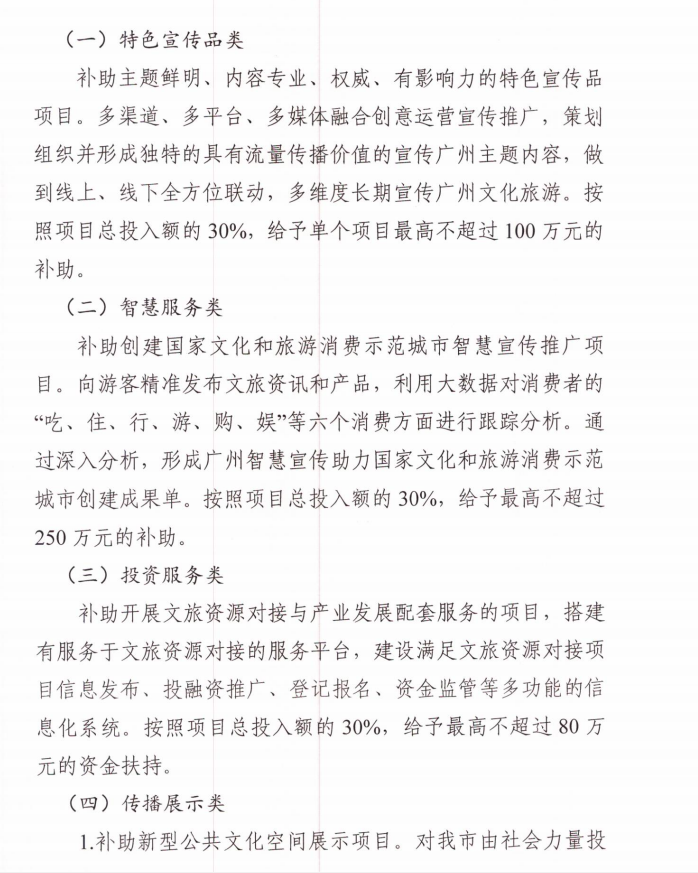 （一）特色宣传品类
补助主题鲜明、内容专业、权威、有影响力的特色宣传品
项目。多渠道、多平台、多媒体融合创意运营宣传推广，策划
组织并形成独特的具有流量传播价值的宣传广州主题内容，做
到线上、线下全方位联动，多维度长期宣传广州文化旅游。按
照项目总投入额的 30%，给予单个项目最高不超过 100 万元的
补助。
（二）智慧服务类
补助创建国家文化和旅游消费示范城市智慧宣传推广项
目。向游客精准发布文旅资讯和产品，利用大数据对消费者的
“吃、住、行、游、购、娱”等六个消费方面进行跟踪分析。通
过深入分析，形成广州智慧宣传助力国家文化和旅游消费示范
城市创建成果单。按照项目总投入额的 30%，给予最高不超过
250 万元的补助。
（三）投资服务类
补助开展文旅资源对接与产业发展配套服务的项目，搭建
有服务于文旅资源对接的服务平台，建设满足文旅资源对接项
目信息发布、投融资推广、登记报名、资金监管等多功能的信
息化系统。按照项目总投入额的 30%，给予最高不超过 80 万
元的资金扶持。
（四）传播展示类
1.补助新型公共文化空间展示项目。对我市由社会力量投